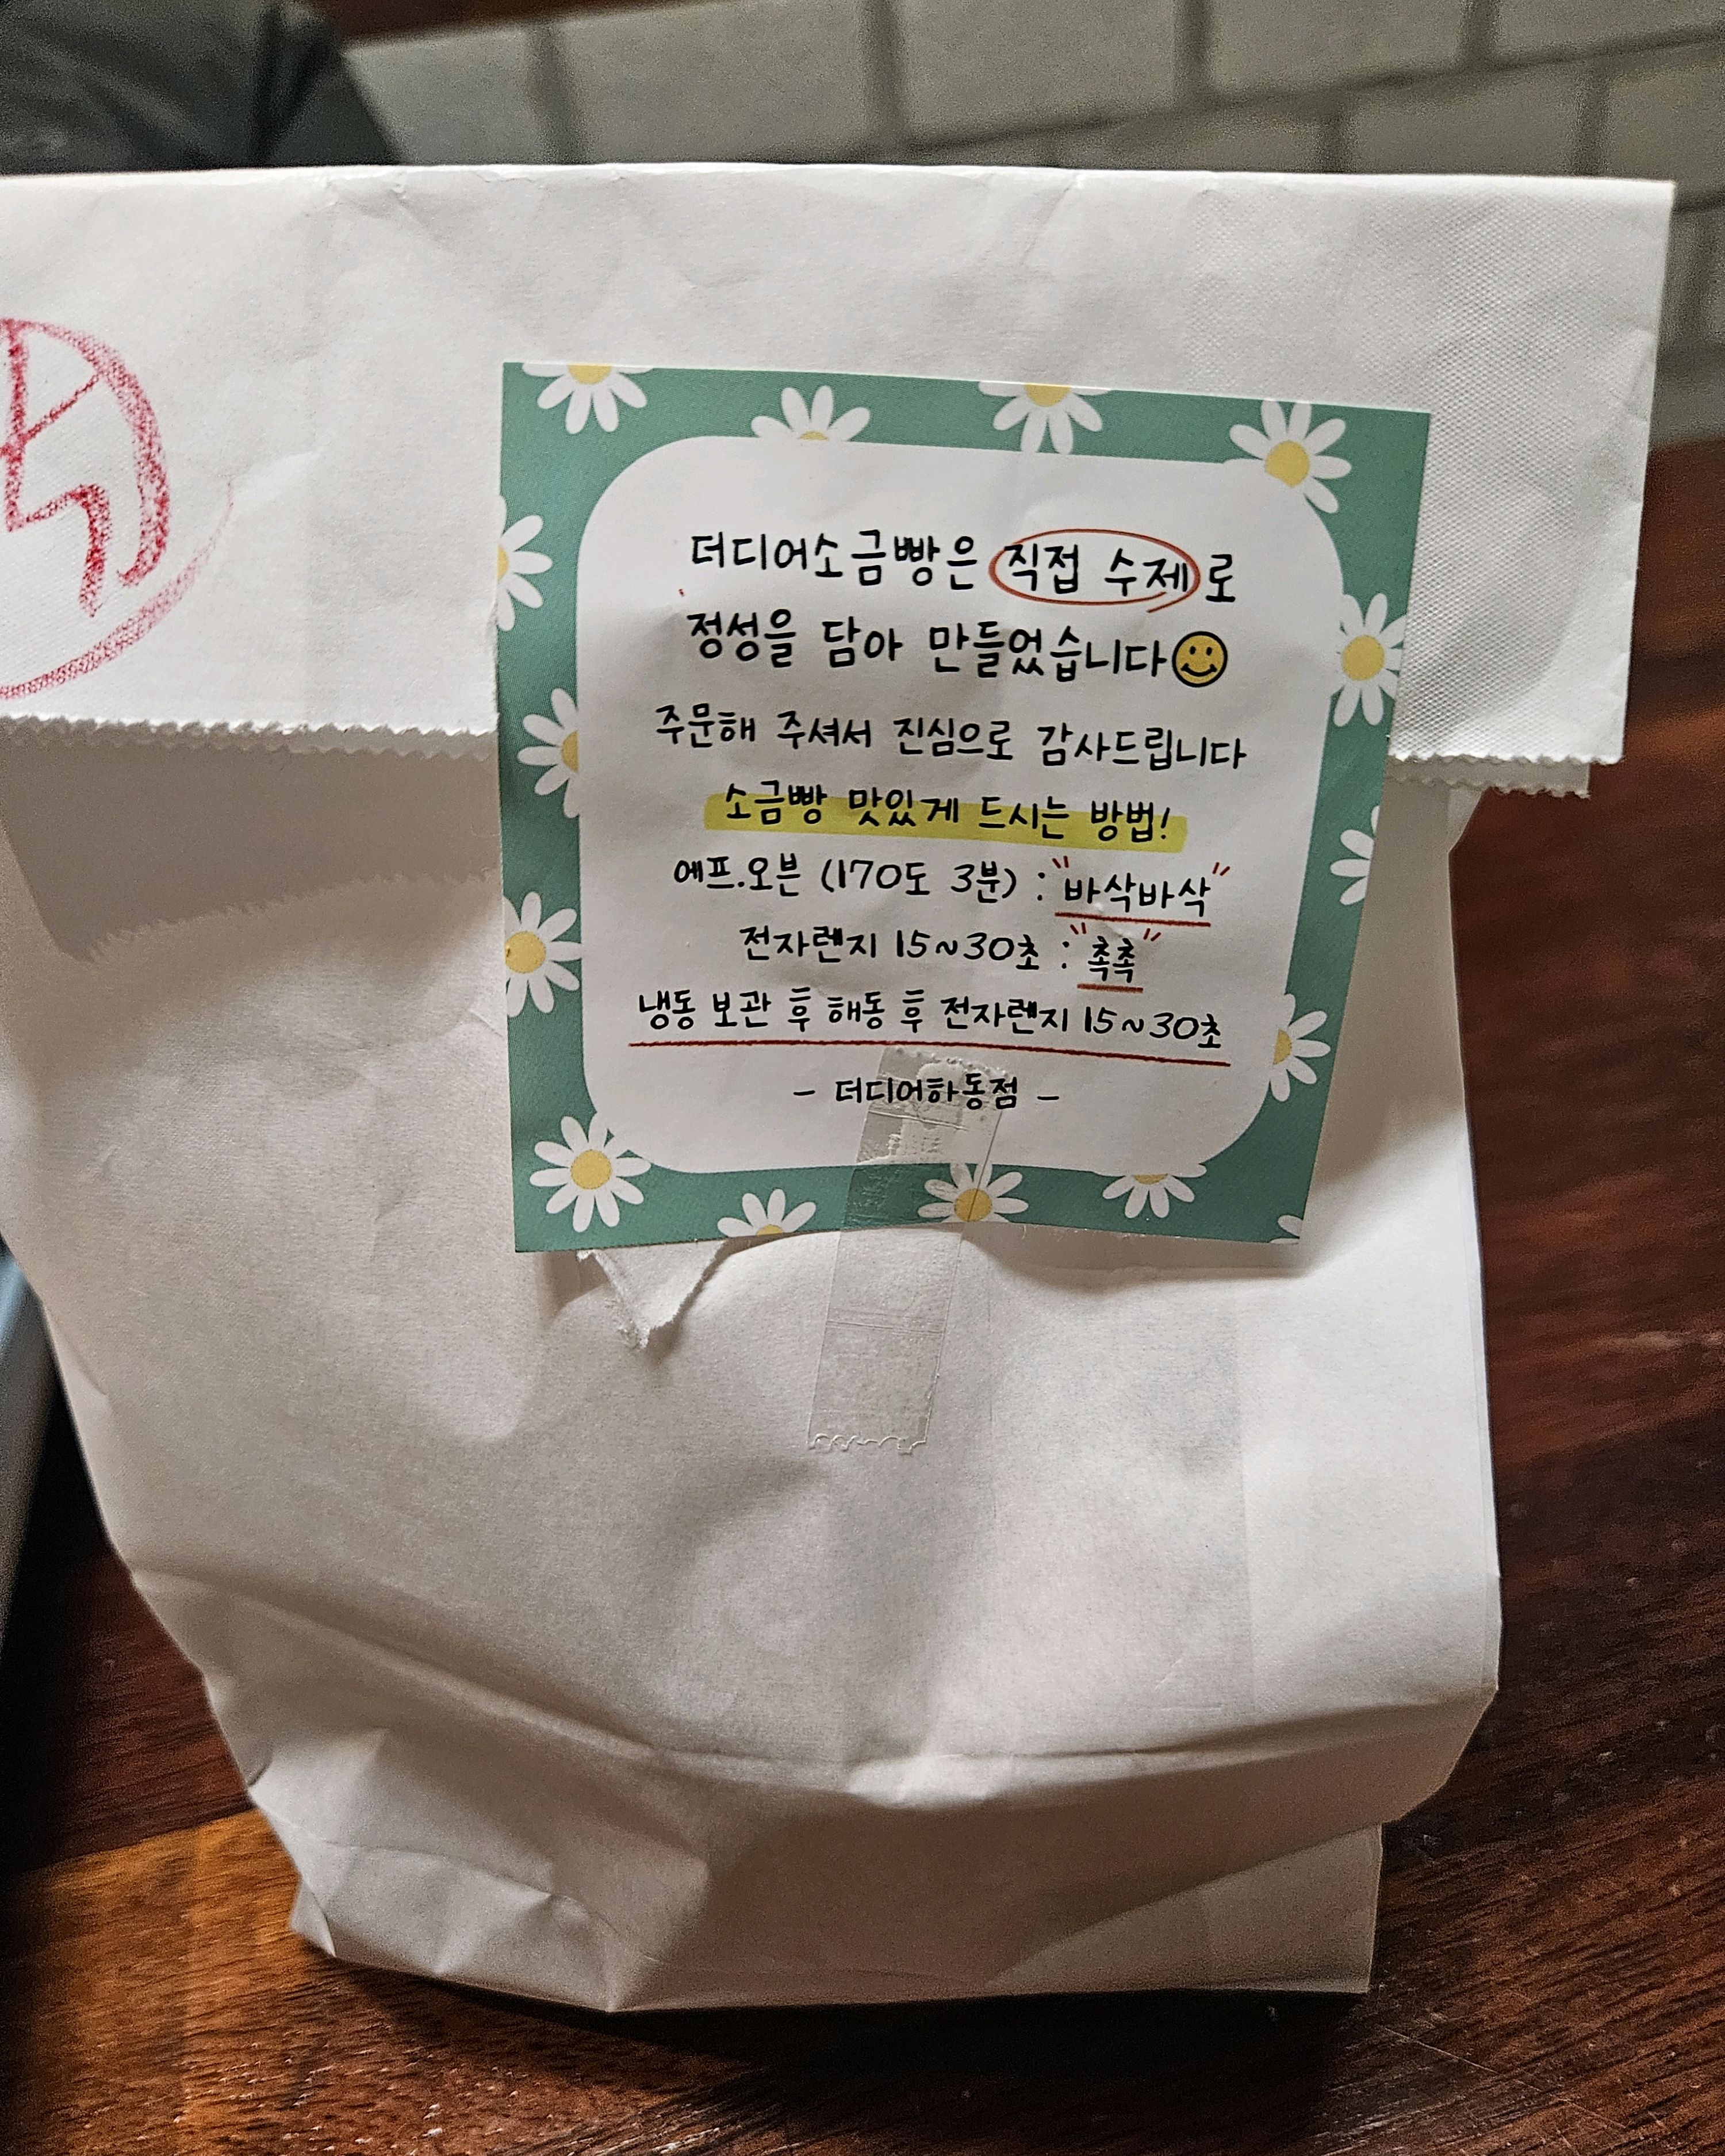 더디어소금빵은 직접 수제로
정성을 담아 만들었습니다
주문해 주셔서 진심으로 감사드립니다
소금빵 맛있게 드시는 방법!
에프.오븐 (170도 3분) : "바삭바삭"
전자렌지 15~30초 : "촉촉"
냉동 보관 후 해동 후 전자렌지 15~30초
- 더디어하동점 -